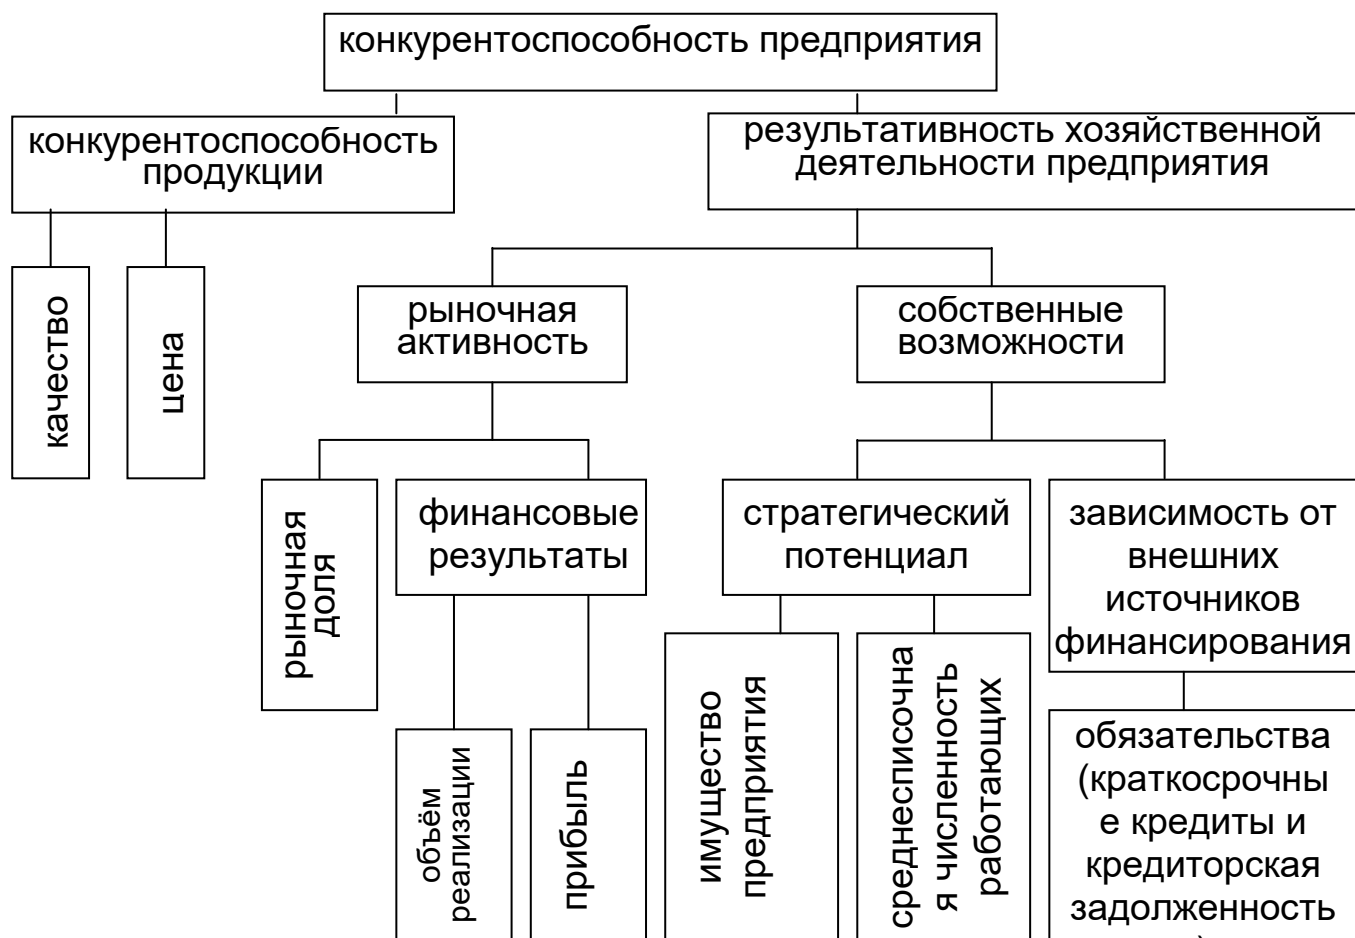 конкурентоспособность предприятия
конкурентоспособность
продукции
результативность хозяйственной
деятельности предприятия
качество
цена
рыночная
активность
собственные
возможности
рыночная
доля
финансовые
результаты
стратегический
потенциал
зависимость от
внешних
источников
финансирования
объём
реализации
прибыль
имущество
предприятия
среднесписочна
я численность
работающих
обязательства
(краткосрочны
е кредиты и
кредиторская
задолженность
)